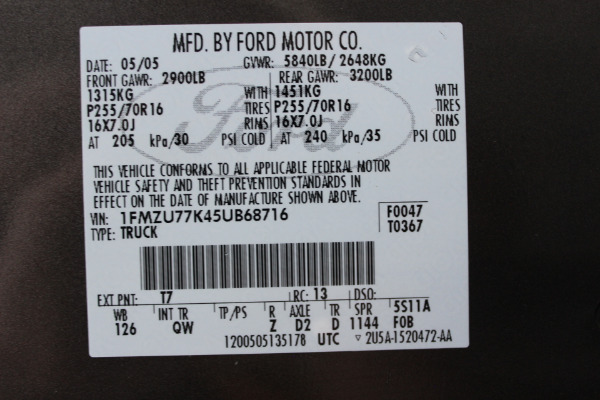 MFD. BY FORD MOTOR CO.
DATE 05/05 GVWR: 5840LB/ 2648KG
FRONT GAWR: 2900LB REAR GAWR: 3200LB
1315KG WITH 1451KG WITH
P255/70R16 TIRES P255/70R16 TIRES
16X7.0J RIMS 16X7.0J RIMS
AT 205 kPa/30 PSI COLD AT 240 kPa/35 PSI COLD
Ford
THIS VEHICLE CONFORMS TO ALL APPLICABLE FEDERAL MOTOR
VEHICLE SAFETY AND THEFT PREVENTION STANDARDS IN
EFFECT ON THE DATE OF MANUFACTURE SHOWN ABOVE.
VIN: 1FMZU77K45UB68716 F0047
TYPE: TRUCK T0367
EXT PNT: T7 RC: 13 DSO:
WB INT TR TP/PS R AXLE TR SPR 5S11A
126 QW Z D2 D 1144 F0B
1200505135178 UTC ▽ 2U5A-1520472-AA